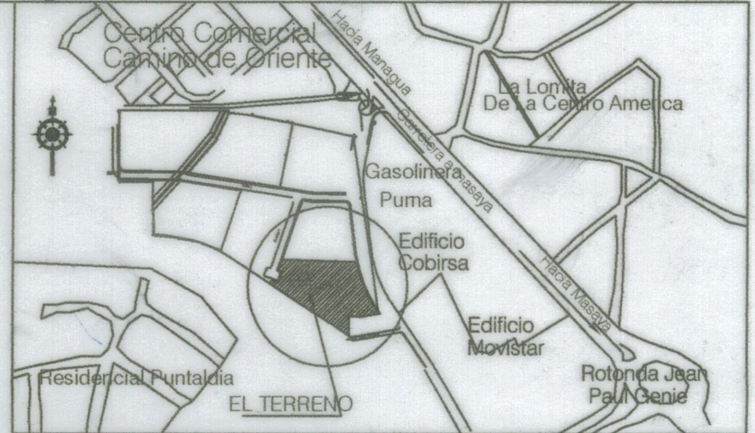 Centro Comercial
Camino de Oriente
Hacia Managua
La Lomita
De La Centro America
Carretera a masaya
Gasolinera
Puma
Edificio
Cobirsa
Hacia Masaya
Edificio
Movistar
Residencial Puntaldia
EL TERRENO
Rotonda Jean
Paul Genie